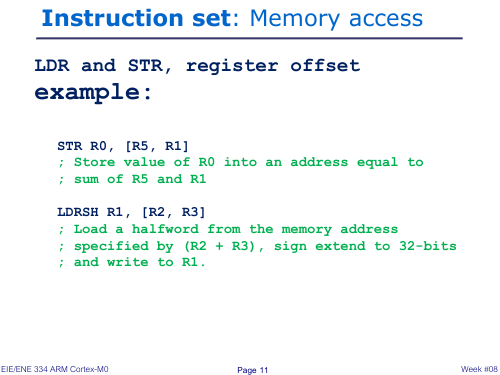 Instruction set: Memory access
LDR and STR, register offset
example:
STR R0, [R5, R1]
; Store value of R0 into an address equal to
; sum of R5 and R1
LDRSH R1, [R2, R3]
; Load a halfword from the memory address
; specified by (R2 + R3), sign extend to 32-bits
; and write to R1.
EIE/ENE 334 ARM Cortex-M0
Page 11
Week #08